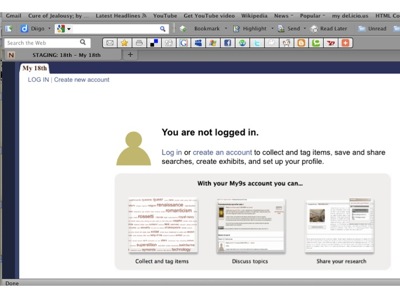 Gmail Cure of Jealousy; by ... Latest Headlines YouTube Get YouTube video Wikipedia News Popular my del.icio.us HTML Co
Diigo Bookmark Highlight Send Read Later Unread
Search the Web
N STAGING: 18th – My 18th
My 18th
LOG IN | Create new account
You are not logged in.
Log in or create an account to collect and tag items, save and share
searches, create exhibits, and set up your profile.
With your My9s account you can...
renaissance
romanticism
rossetti
technology
Collect and tag items Discuss topics Share your research
Done